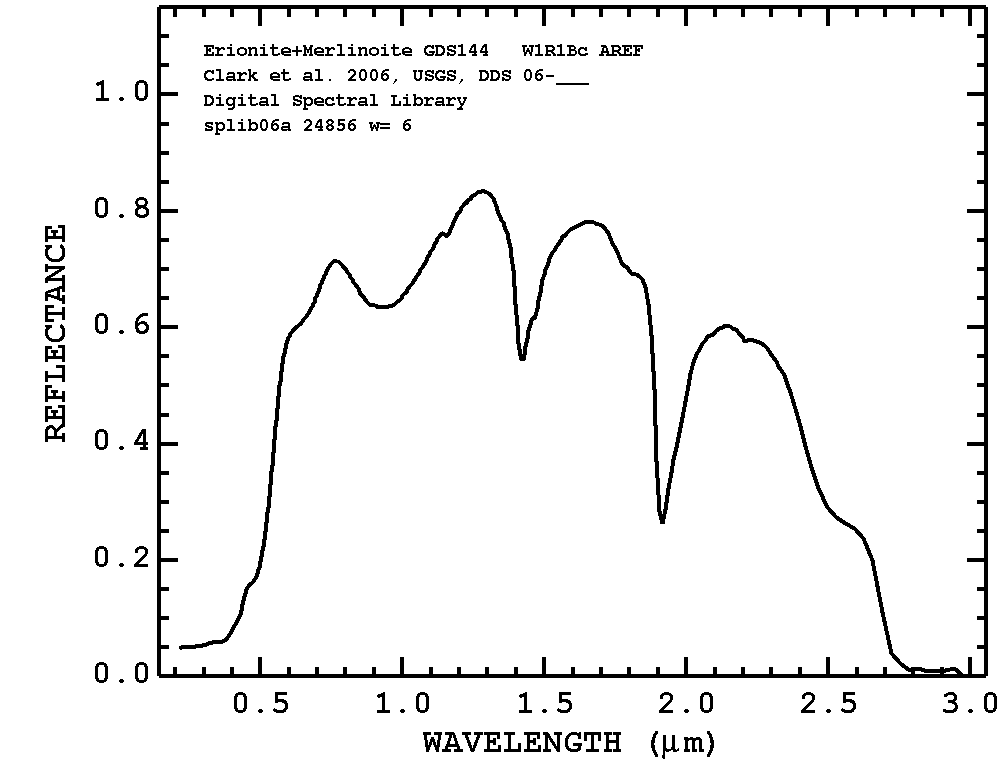 Erionite+Merlinoite GDS144 W1R1Bc AREF
Clark et al. 2006, USGS, DDS 06-___
Digital Spectral Library
splib06a 24856 w= 6
1.0
0.8
0.6
0.4
0.2
0.0
REFLECTANCE
0.5 1.0 1.5 2.0 2.5 3.0
WAVELENGTH (μm)